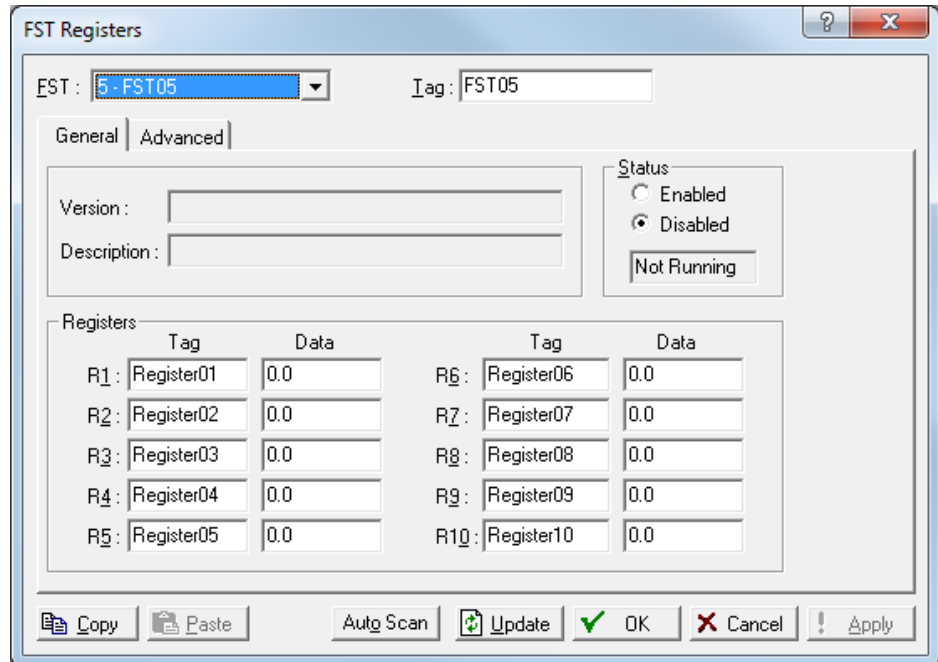 FST Registers
FST : 5 - FST05 Tag : FST05
General Advanced
Status
Enabled
Version :
Disabled
Description :
Not Running
Registers
Tag Data Tag Data
R1 : Register01 0.0 R6 : Register06 0.0
R2 : Register02 0.0 R7 : Register07 0.0
R3 : Register03 0.0 R8 : Register08 0.0
R4 : Register04 0.0 R9 : Register09 0.0
R5 : Register05 0.0 R10 : Register10 0.0
Copy Paste Auto Scan Update OK Cancel ! Apply